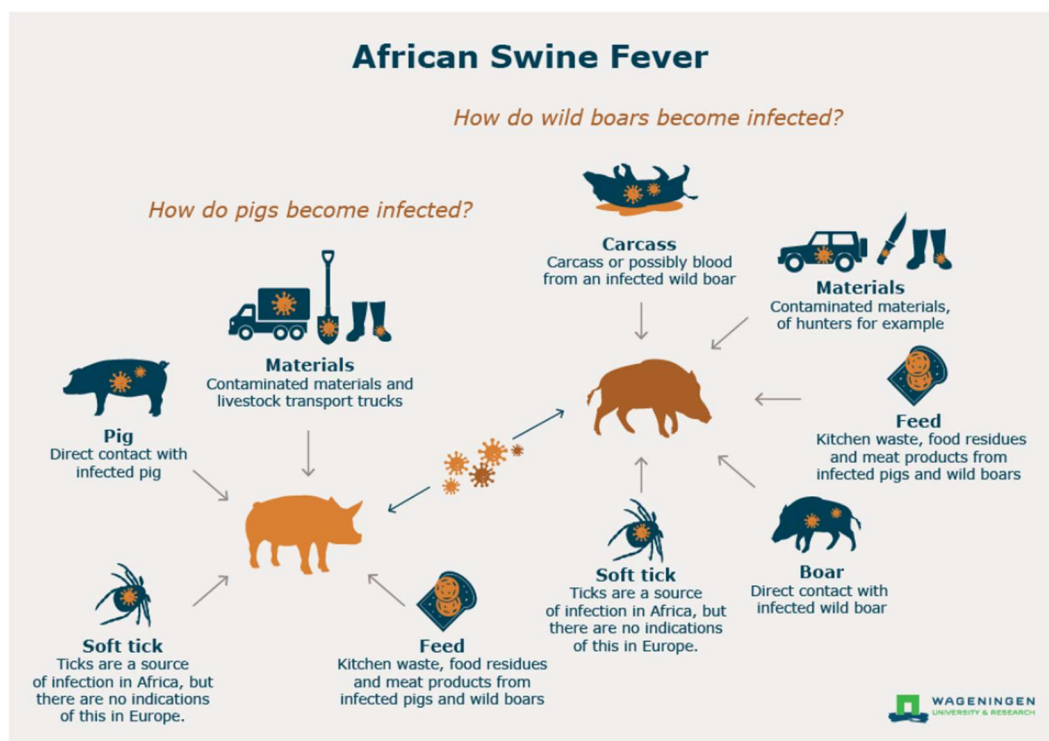 African Swine Fever
How do wild boars become infected?
How do pigs become infected?
Carcass
Carcass or possibly blood
from an infected wild boar
Materials
Contaminated materials,
of hunters for example
Materials
Contaminated materials and
livestock transport trucks
Pig
Direct contact with
infected pig
Feed
Kitchen waste, food residues
and meat products from
infected pigs and wild boars
Soft tick
Ticks are a source
of infection in Africa, but
there are no indications
of this in Europe.
Boar
Direct contact with
infected wild boar
Soft tick
Ticks are a source
of infection in Africa, but
there are no indications
of this in Europe.
Feed
Kitchen waste, food residues
and meat products from
infected pigs and wild boars
WAGENINGEN
UNIVERSITY & RESEARCH